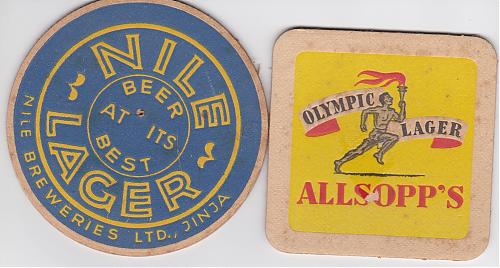 NILE
LAGER
BEER
AT ITS
BEST
NILE BREWERIES LTD., JINJA
OLYMPIC
LAGER
ALLSOPP'S